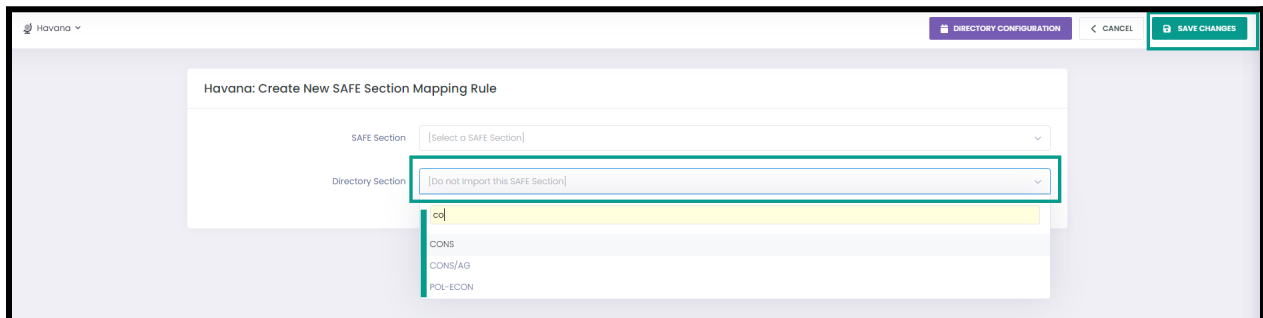 Havana
DIRECTORY CONFIGURATION
CANCEL
SAVE CHANGES
Havana: Create New SAFE Section Mapping Rule
SAFE Section
[Select a SAFE Section]
Directory Section
[Do not Import this SAFE Section]
co
CONS
CONS/AG
POL-ECON